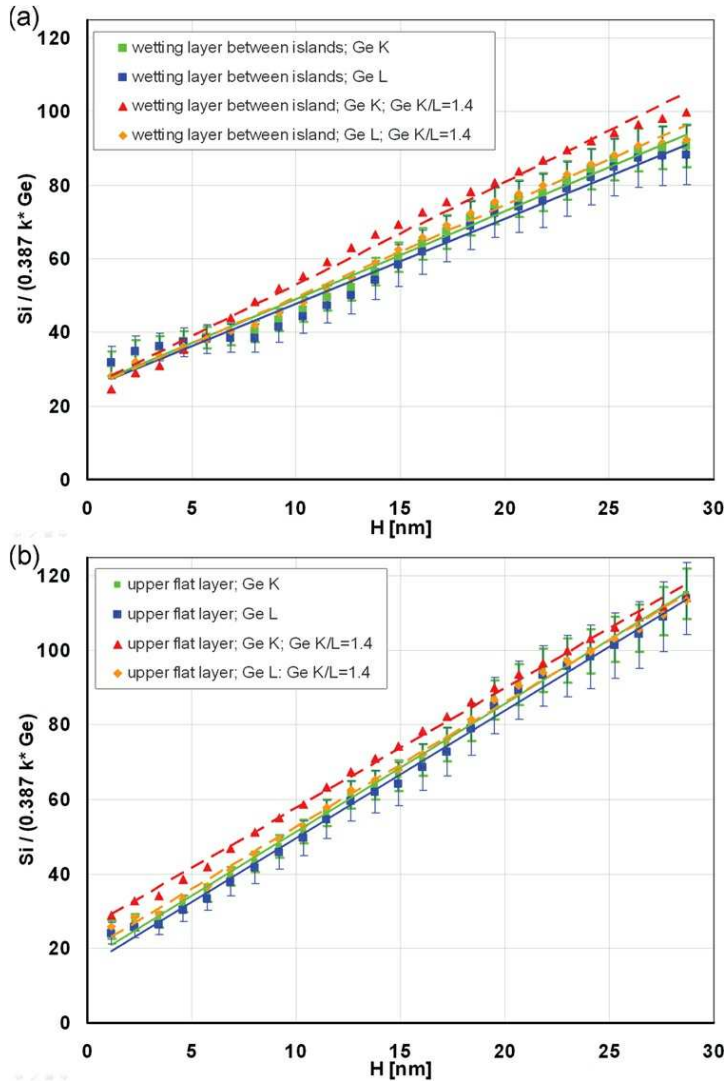 (a)
120
100
80
60
40
20
0
Si / (0.387 k* Ge)
wetting layer between islands; Ge K
wetting layer between islands; Ge L
wetting layer between island; Ge K; Ge K/L=1.4
wetting layer between island; Ge L; Ge K/L=1.4
0 5 10 15 20 25 30
H [nm]
(b)
120
100
80
60
40
20
0
Si / (0.387 k* Ge)
upper flat layer; Ge K
upper flat layer; Ge L
upper flat layer; Ge K; Ge K/L=1.4
upper flat layer; Ge L: Ge K/L=1.4
0 5 10 15 20 25 30
H [nm]